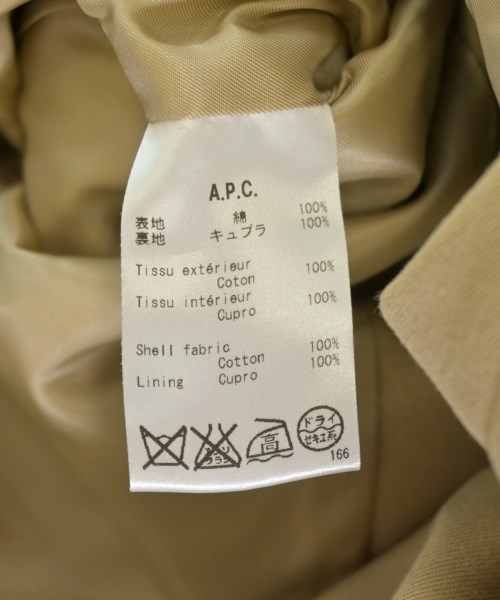 A.P.C.
表地 綿 100%
裏地 キュプラ 100%
Tissu extérieur 100%
Coton
Tissu intérieur 100%
Cupro
Shell fabric 100%
Cotton 100%
Lining Cupro
高
ドライ
セキユ系
166